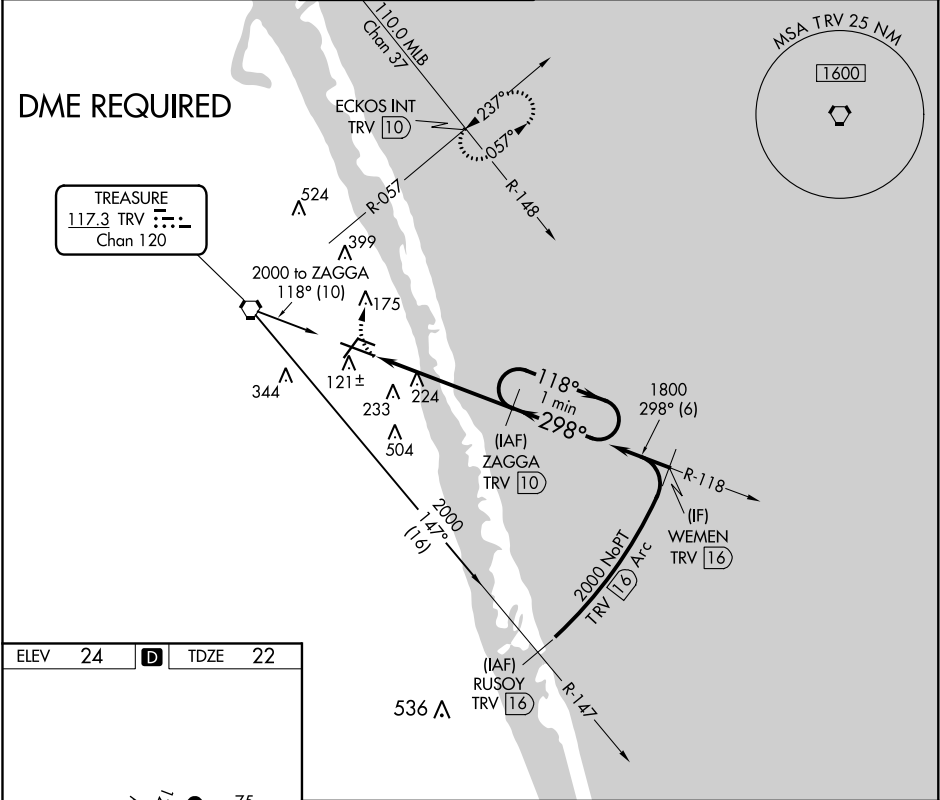 110.0 MLB
Chan 37
MSA TRV 25 NM
1600
DME REQUIRED
ECKOS INT
TRV 10
237°
057°
R-057
R-148
TREASURE
117.3 TRV
Chan 120
524
399
2000 to ZAGGA
118° (10)
175
344
121±
233
224
504
118°
1 min
298°
1800
298° (6)
(IAF)
ZAGGA
TRV 10
R-118
(IF)
WEMEN
TRV 16
2000
147°
(16)
2000 NoPT
TRV 16 Arc
(IAF)
RUSOY
TRV 16
R-147
536
ELEV 24 D TDZE 22
75